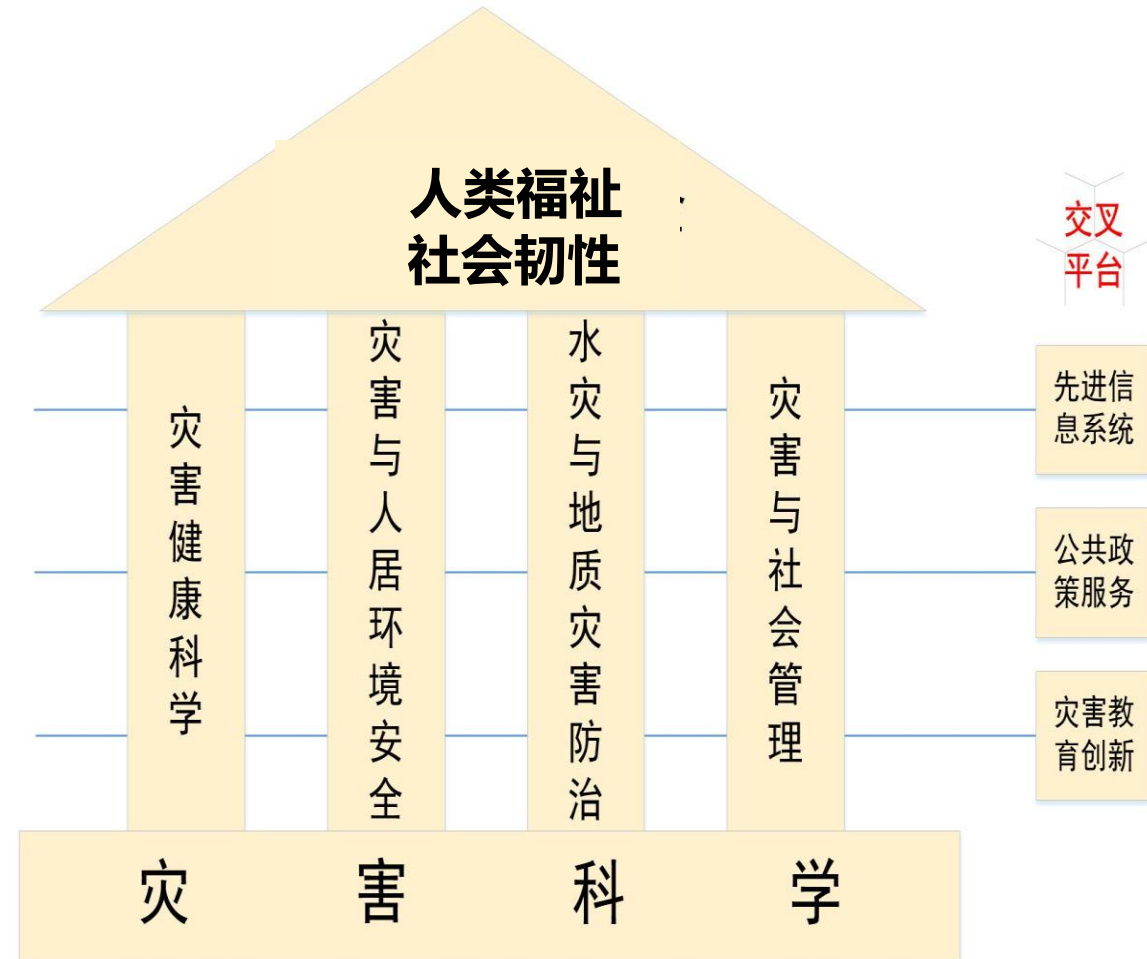 人类福祉
社会韧性
交叉
平台
灾害健康科学
灾害与人居环境安全
水灾与地质灾害防治
灾害与社会管理
先进信
息系统
公共政
策服务
灾害教
育创新
灾害科学